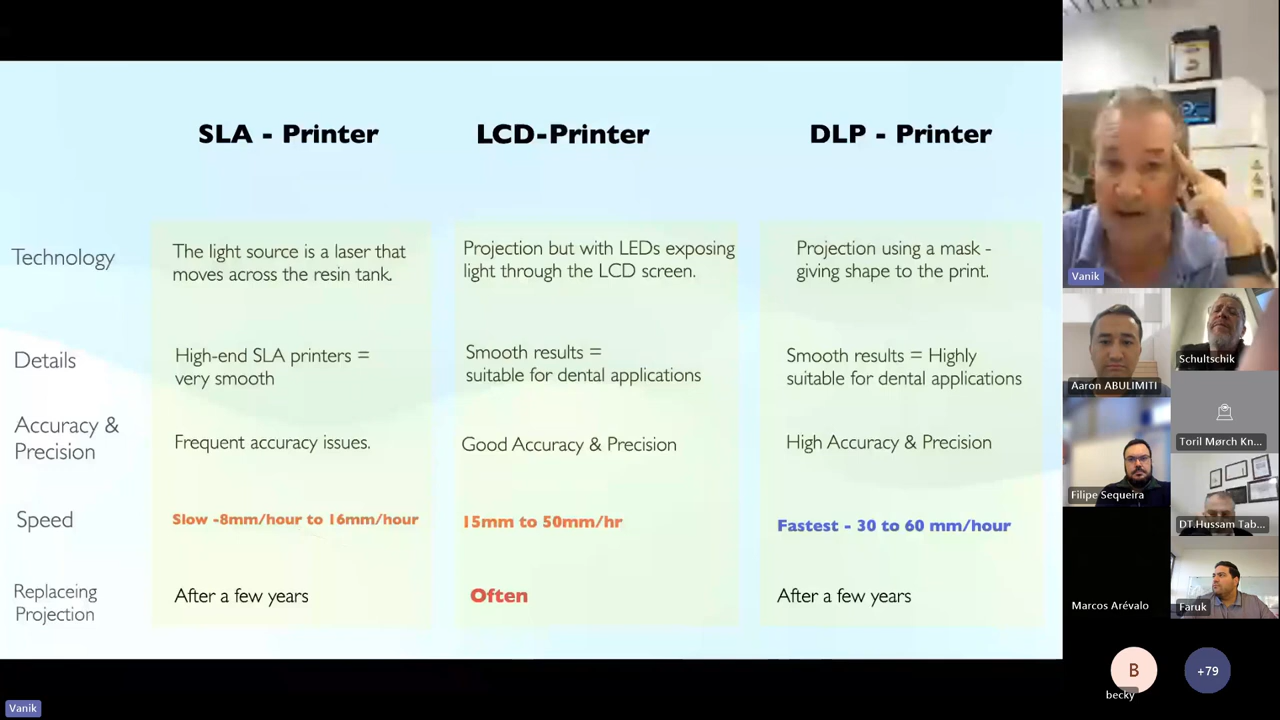 SLA - Printer
LCD-Printer
DLP - Printer
Technology
The light source is a laser that
moves across the resin tank.
Projection but with LEDs exposing
light through the LCD screen.
Projection using a mask -
giving shape to the print.
Details
High-end SLA printers =
very smooth
Smooth results =
suitable for dental applications
Smooth results = Highly
suitable for dental applications
Accuracy &
Precision
Frequent accuracy issues.
Good Accuracy & Precision
High Accuracy & Precision
Speed
Slow -8mm/hour to 16mm/hour
15mm to 50mm/hr
Fastest - 30 to 60 mm/hour
Replaceing
Projection
After a few years
Often
After a few years
Vanik
Vanik
Aaron ABULIMITI
Schultschik
Toril Mørch Kn...
Filipe Sequeira
DT.Hussam Tab...
Marcos Arévalo
Faruk
B
becky
+79